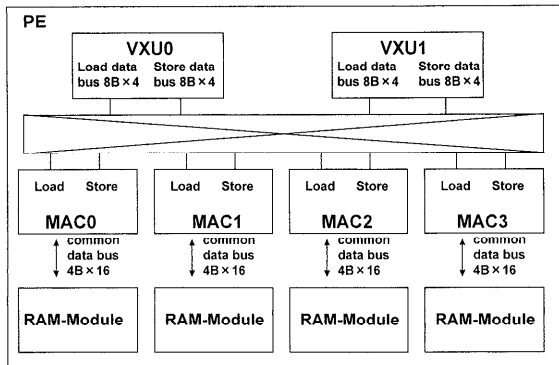 PE
VXU0
Load data Store data
bus 8B×4 bus 8B×4
VXU1
Load data Store data
bus 8B×4 bus 8B×4
Load Store
MAC0
Load Store
MAC1
Load Store
MAC2
Load Store
MAC3
common
data bus
4B×16
common
data bus
4B×16
common
data bus
4B×16
common
data bus
4B×16
RAM-Module
RAM-Module
RAM-Module
RAM-Module